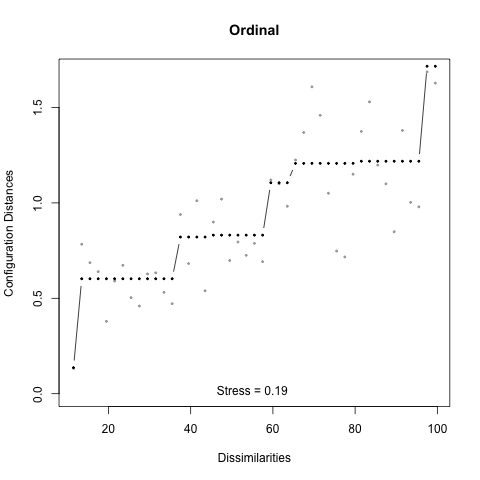 Ordinal
Configuration Distances
1.5
1.0
0.5
0.0
Stress = 0.19
20 40 60 80 100
Dissimilarities